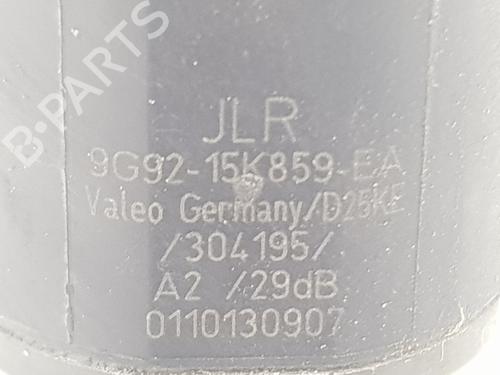 B-PARTS
JLR
9G92-15K859-EA
Valeo Germany/D25KE
/304195/
A2 /29dB
0110130907